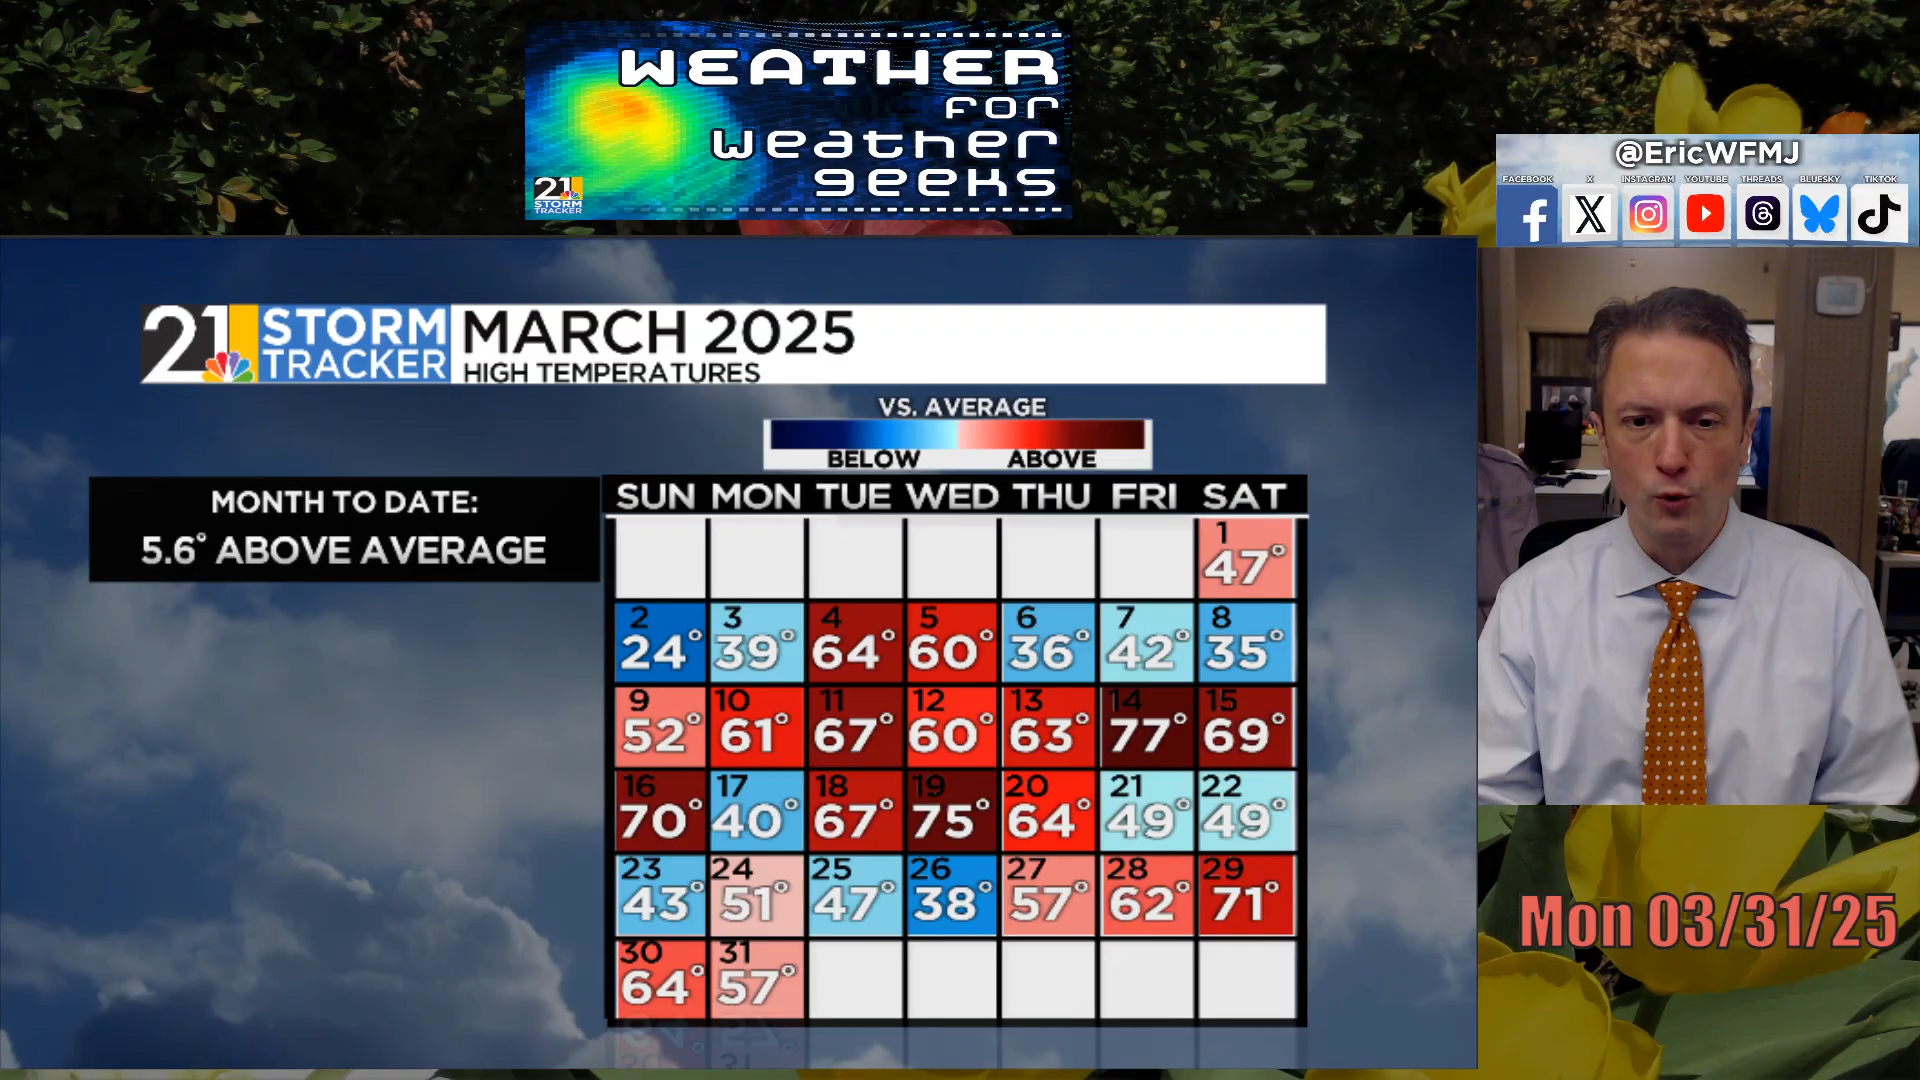 WEATHER
FOR
weather
geeks
21
STORM
TRACKER
@EricWFMJ
FACEBOOK X INSTAGRAM YOUTUBE THREADS BLUESKY TIKTOK
21 STORM TRACKER
MARCH 2025
HIGH TEMPERATURES
VS. AVERAGE
BELOW ABOVE
MONTH TO DATE:
5.6° ABOVE AVERAGE
SUN MON TUE WED THU FRI SAT
1
47°
2 3 4 5 6 7 8
24° 39° 64° 60° 36° 42° 35°
9 10 11 12 13 14 15
52° 61° 67° 60° 63° 77° 69°
16 17 18 19 20 21 22
70° 40° 67° 75° 64° 49° 49°
23 24 25 26 27 28 29
43° 51° 47° 38° 57° 62° 71°
30 31
64° 57°
Mon 03/31/25